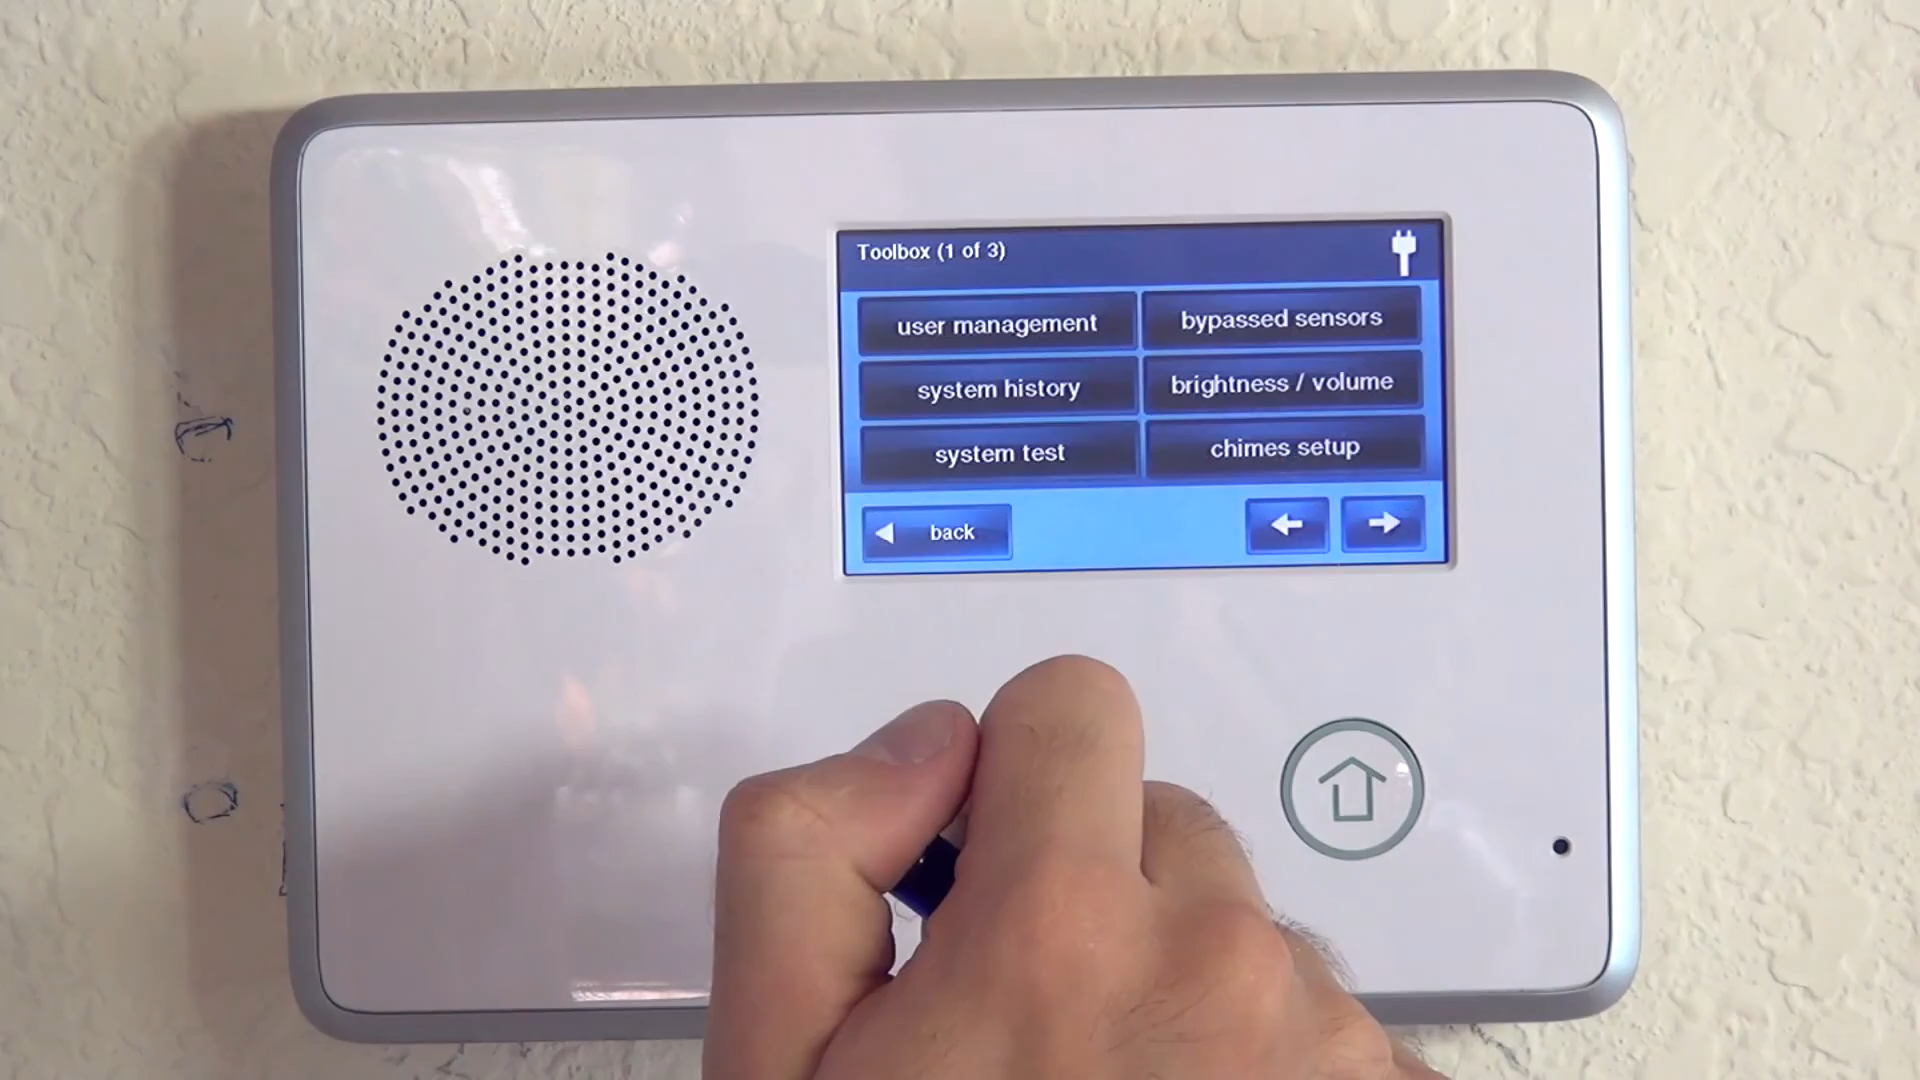 Toolbox (1 of 3)
user management
bypassed sensors
system history
brightness / volume
system test
chimes setup
back